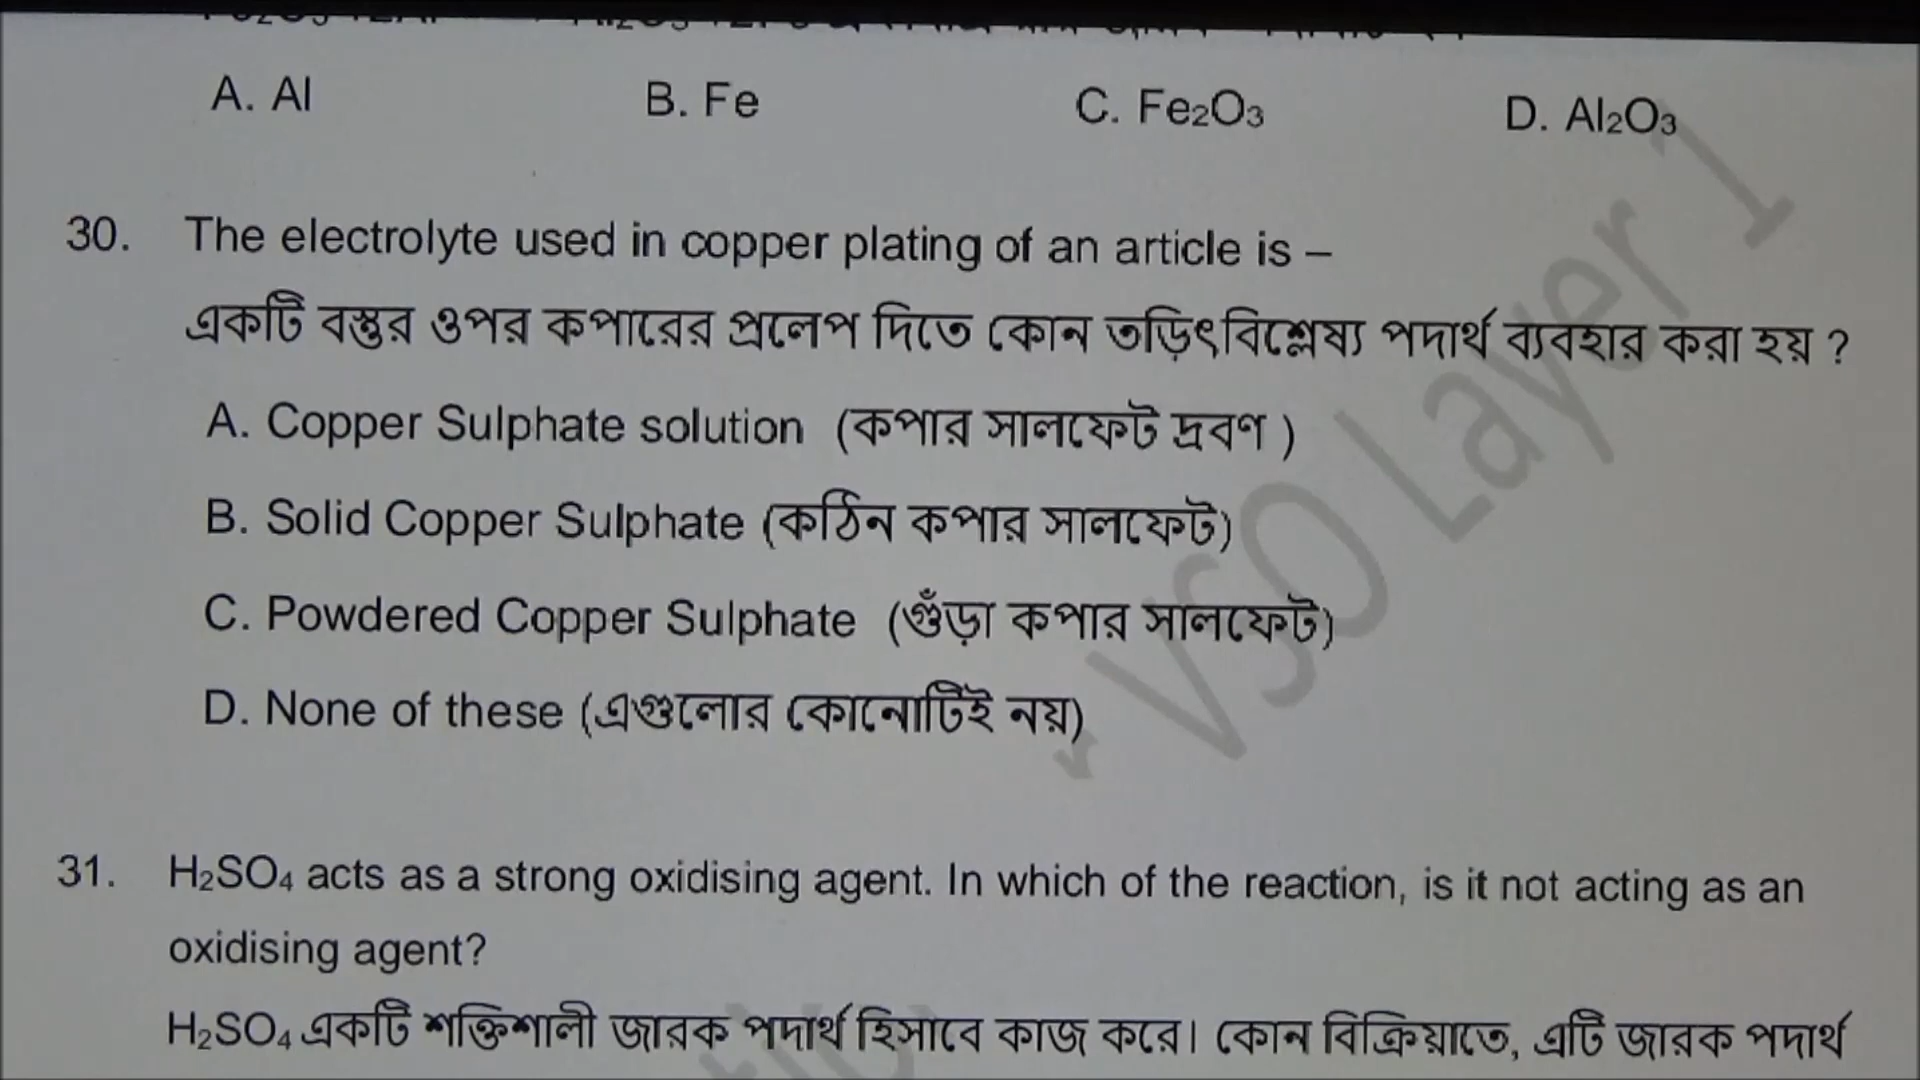 A. Al B. Fe C. Fe₂O₃ D. Al₂O₃
30. The electrolyte used in copper plating of an article is –
একটি বস্তুর ওপর কপারের প্রলেপ দিতে কোন তড়িৎবিশ্লেষ্য পদার্থ ব্যবহার করা হয় ?
A. Copper Sulphate solution (কপার সালফেট দ্রবণ )
B. Solid Copper Sulphate (কঠিন কপার সালফেট)
C. Powdered Copper Sulphate (গুঁড়া কপার সালফেট)
D. None of these (এগুলোর কোনোটিই নয়)
31. H₂SO₄ acts as a strong oxidising agent. In which of the reaction, is it not acting as an
oxidising agent?
H₂SO₄ একটি শক্তিশালী জারক পদার্থ হিসাবে কাজ করে। কোন বিক্রিয়াতে, এটি জারক পদার্থ
VSO Layer 1